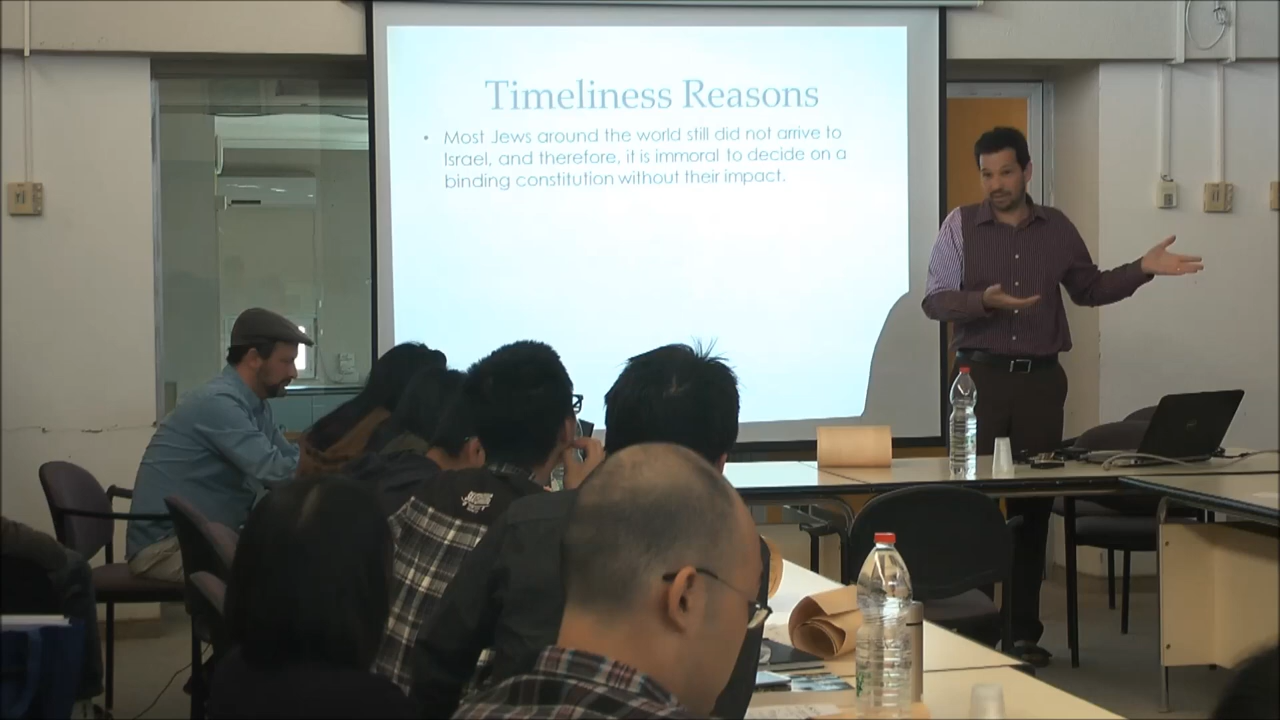 Timeliness Reasons
• Most Jews around the world still did not arrive to
Israel, and therefore, it is immoral to decide on a
binding constitution without their impact.